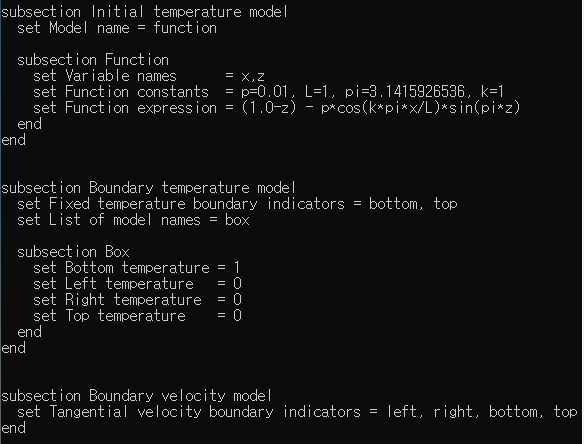 subsection Initial temperature model
  set Model name = function

  subsection Function
    set Variable names      = x,z
    set Function constants  = p=0.01, L=1, pi=3.1415926536, k=1
    set Function expression = (1.0-z) - p*cos(k*pi*x/L)*sin(pi*z)
  end
end


subsection Boundary temperature model
  set Fixed temperature boundary indicators = bottom, top
  set List of model names = box

  subsection Box
    set Bottom temperature = 1
    set Left temperature   = 0
    set Right temperature  = 0
    set Top temperature    = 0
  end
end


subsection Boundary velocity model
  set Tangential velocity boundary indicators = left, right, bottom, top
end